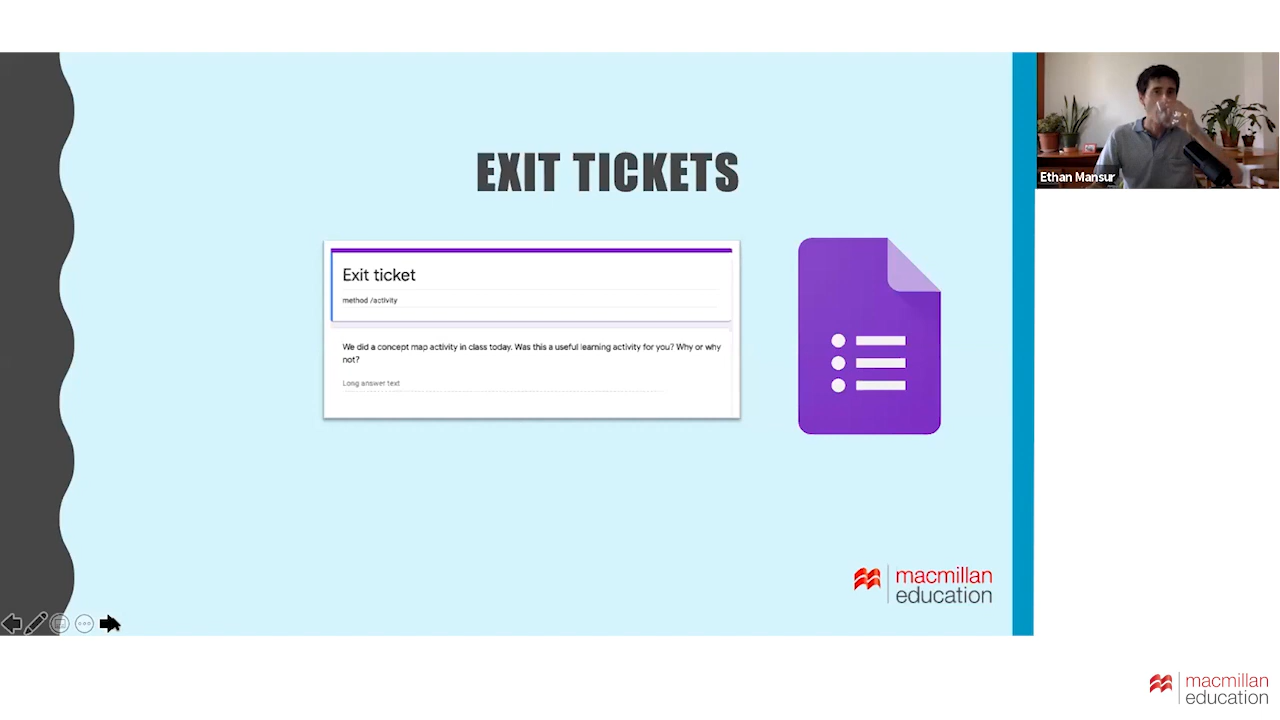 EXIT TICKETS
Exit ticket
method /activity
We did a concept map activity in class today. Was this a useful learning activity for you? Why or why
not?
Long answer text
macmillan
education
Ethan Mansur
macmillan
education